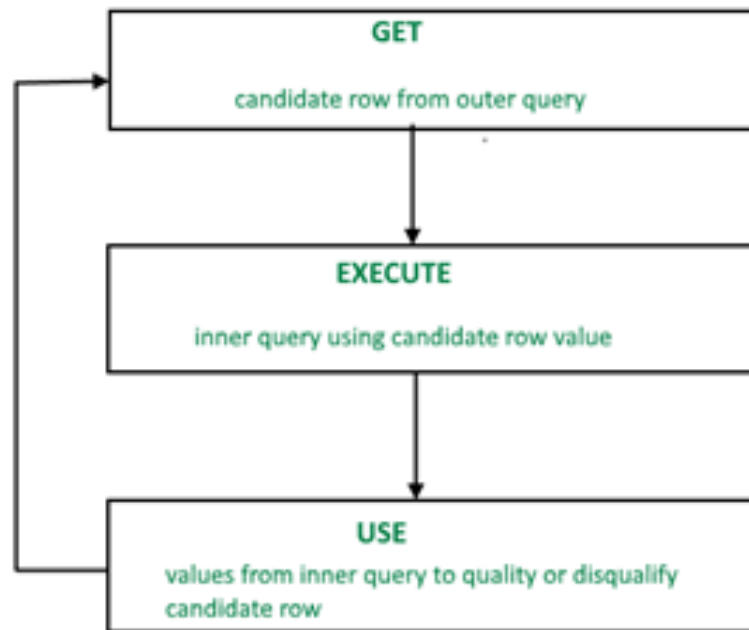 GET
candidate row from outer query
EXECUTE
inner query using candidate row value
USE
values from inner query to quality or disqualify
candidate row